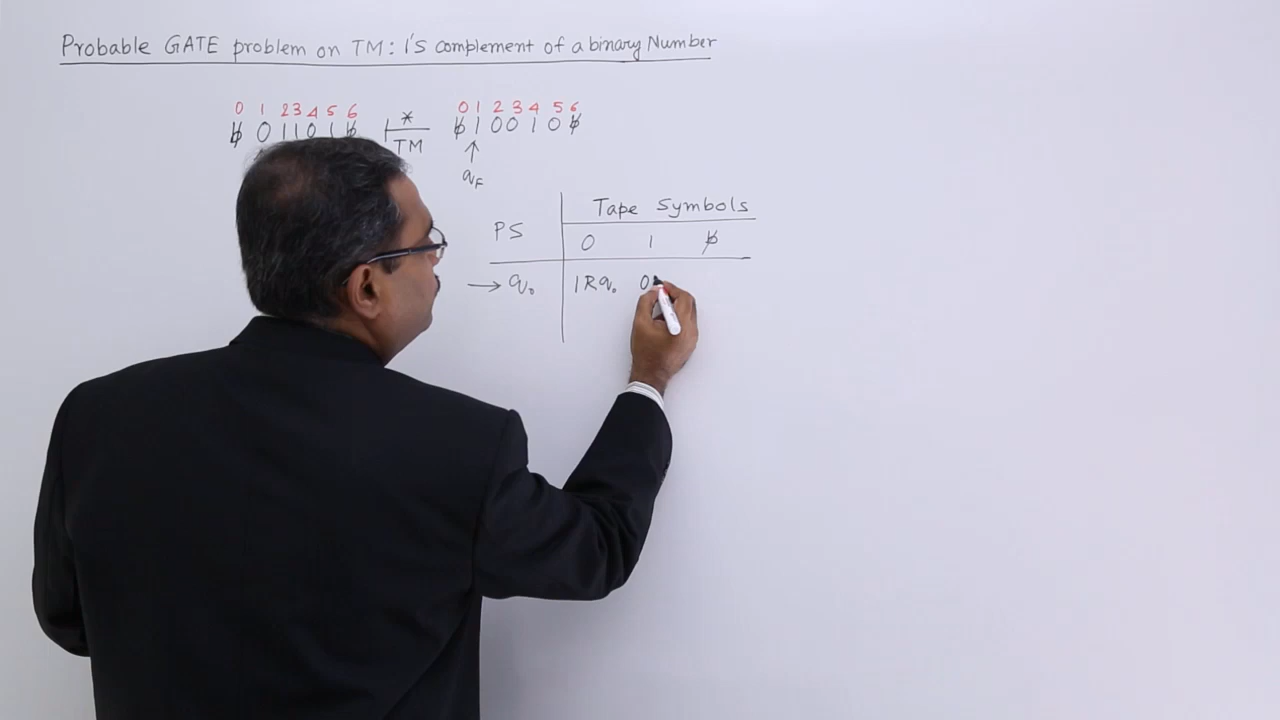 Probable GATE problem on TM: 1's complement of a binary Number
0 1 2 3 4 5 6 0 1 2 3 4 5 6
ƀ 0 1 1 0 1 ƀ |* ƀ 1 0 0 1 0 ƀ
TM
↑
q_F
Tape Symbols
PS
0 1 ƀ
→ q₀ 1Rq₀ 0